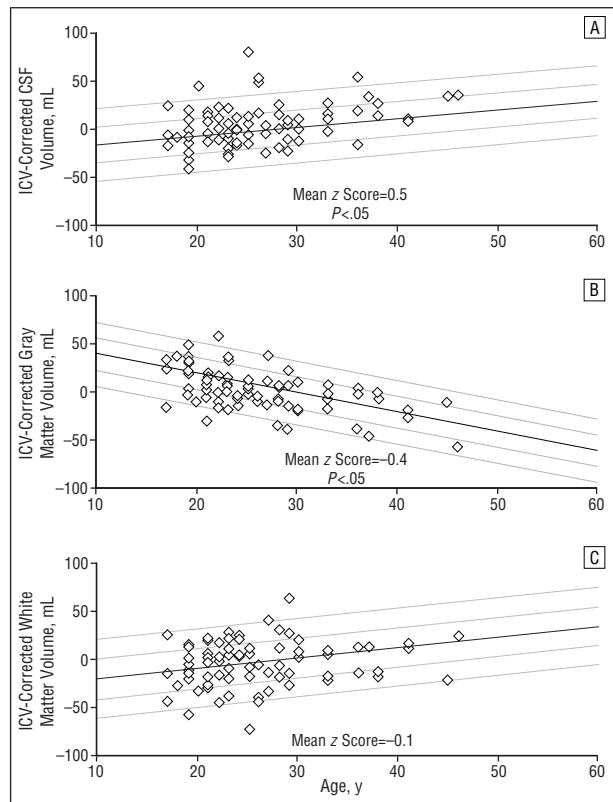 A
ICV-Corrected CSF
Volume, mL
100
50
0
–50
–100
Mean z Score=0.5
P<.05
10 20 30 40 50 60
B
ICV-Corrected Gray
Matter Volume, mL
100
50
0
–50
–100
Mean z Score=–0.4
P<.05
10 20 30 40 50 60
C
ICV-Corrected White
Matter Volume, mL
100
50
0
–50
–100
Mean z Score=–0.1
10 20 30 40 50 60
Age, y